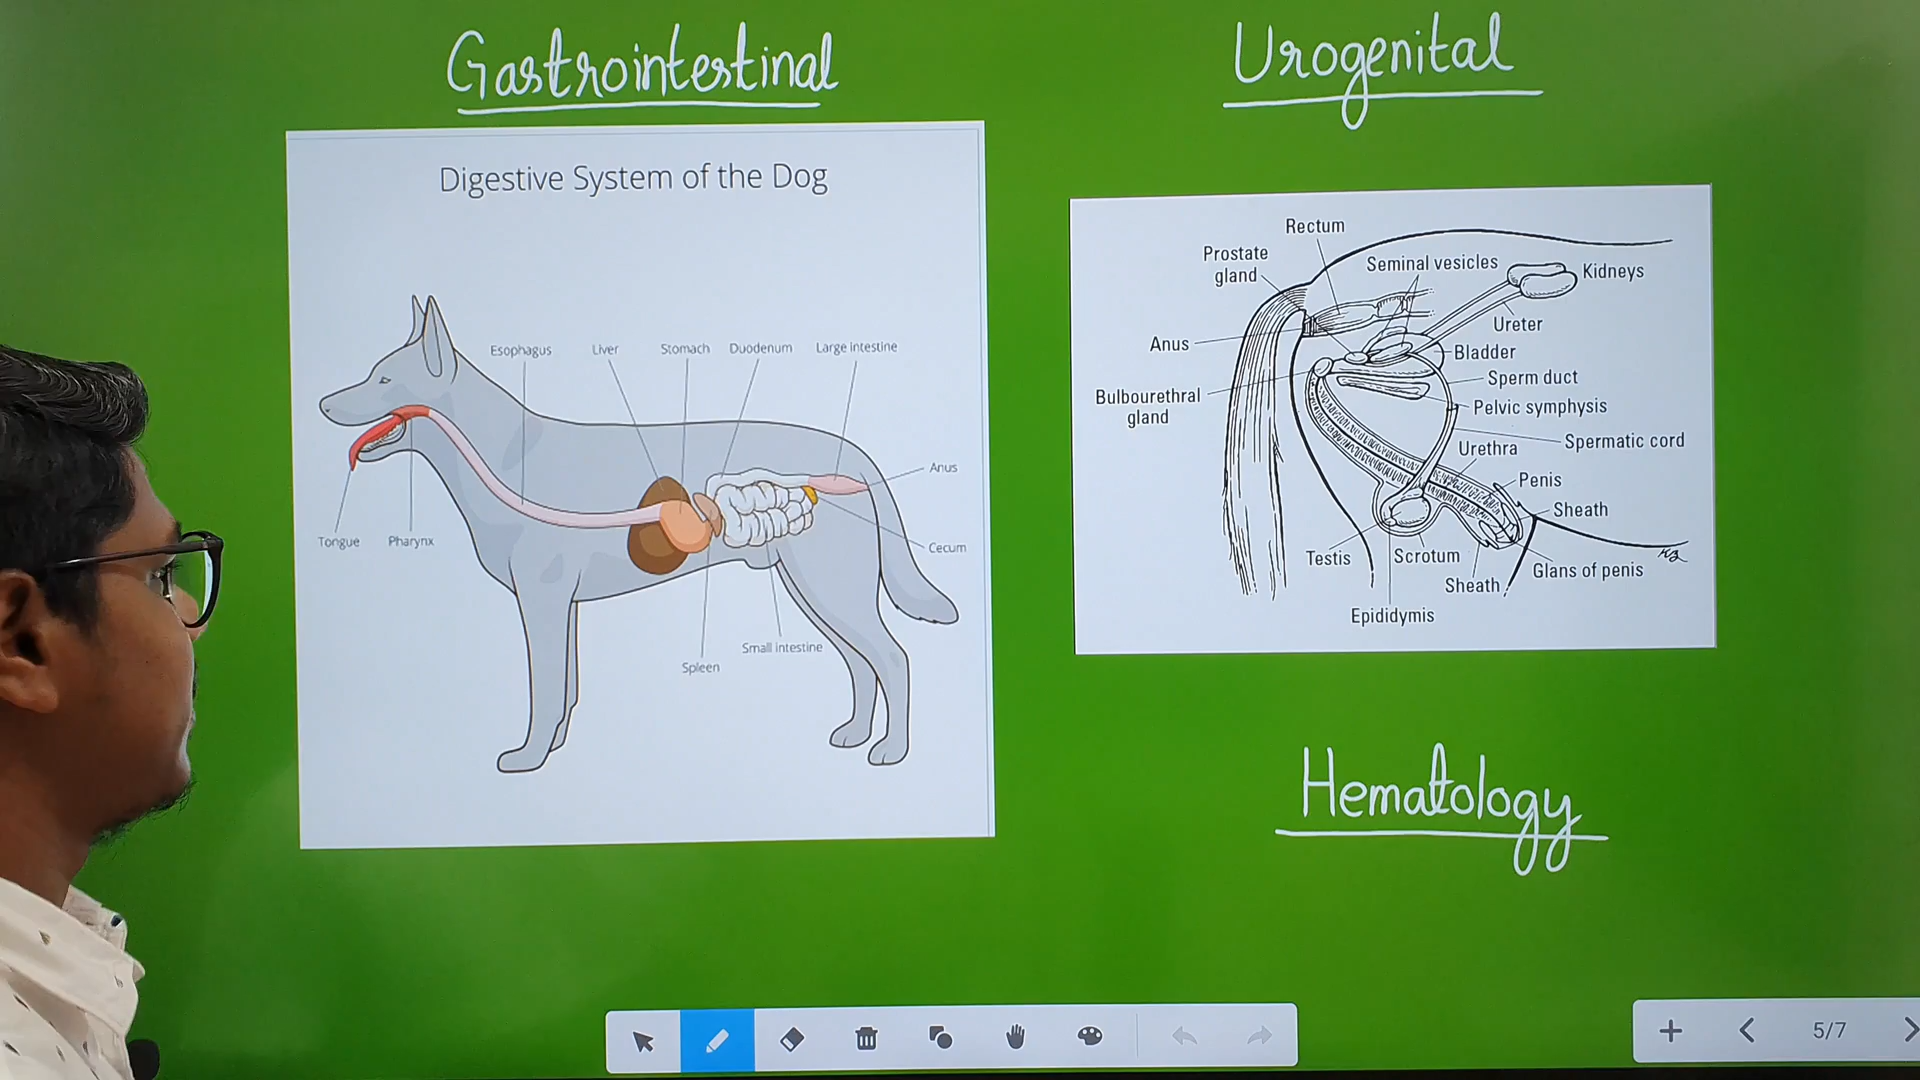 Gastrointestinal
Digestive System of the Dog
Esophagus Liver Stomach Duodenum Large intestine
Anus
Tongue Pharynx
Cecum
Small intestine
Spleen
Urogenital
Rectum
Prostate
gland
Seminal vesicles
Kidneys
Ureter
Anus
Bladder
Sperm duct
Bulbourethral
gland
Pelvic symphysis
Spermatic cord
Urethra
Penis
Sheath
Testis
Scrotum
Glans of penis
Sheath
Epididymis
Hematology
5/7